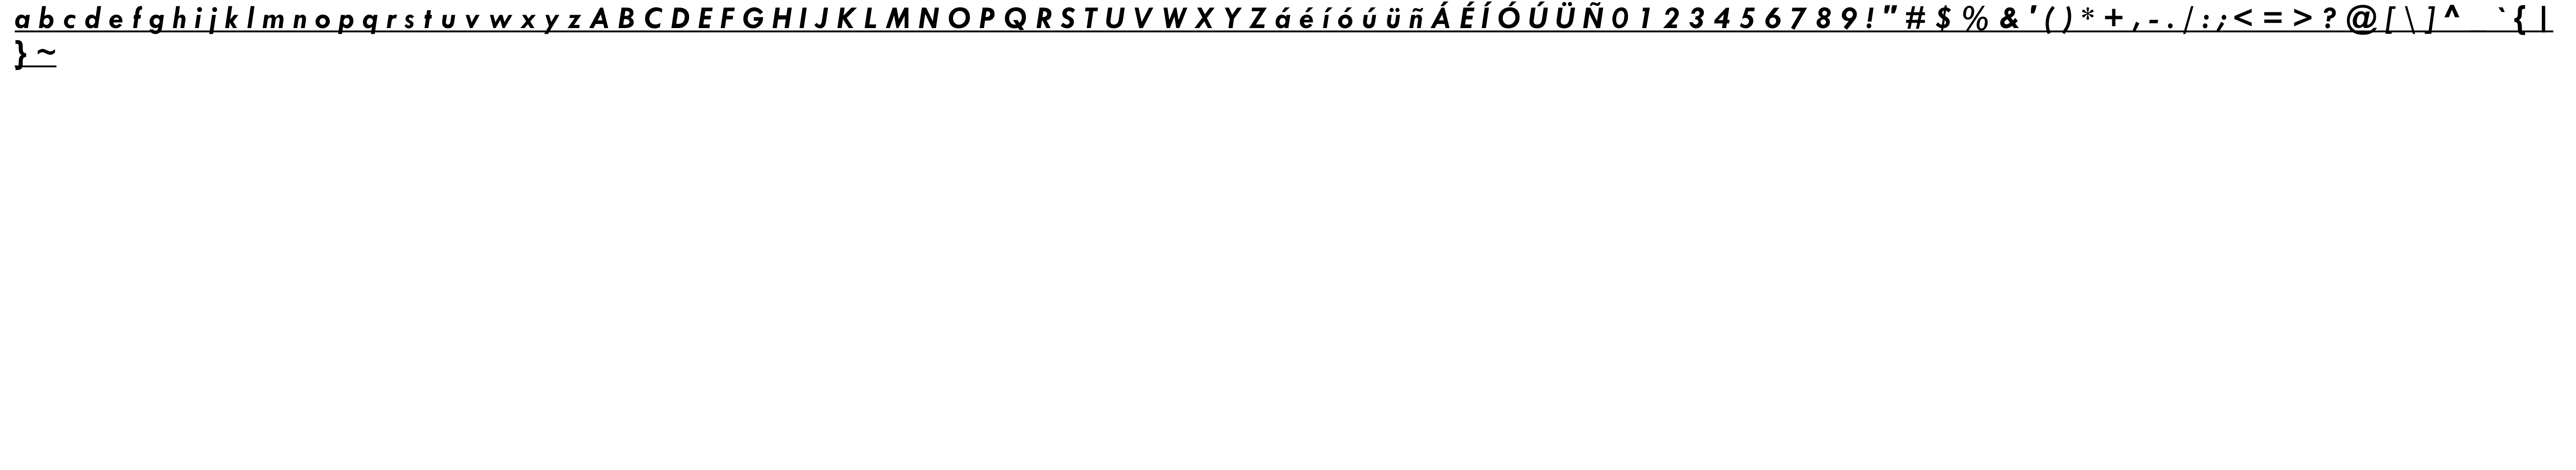 a b c d e f g h i j k l m n o p q r s t u v w x y z A B C D E F G H I J K L M N O P Q R S T U V W X Y Z á é í ó ú ü ñ Á É Í Ó Ú Ü Ñ 0 1 2 3 4 5 6 7 8 9 ! " # $ % & ' ( ) * + , - . / : ; < = > ? @ [ \ ] ^ _ ` { |
} ~